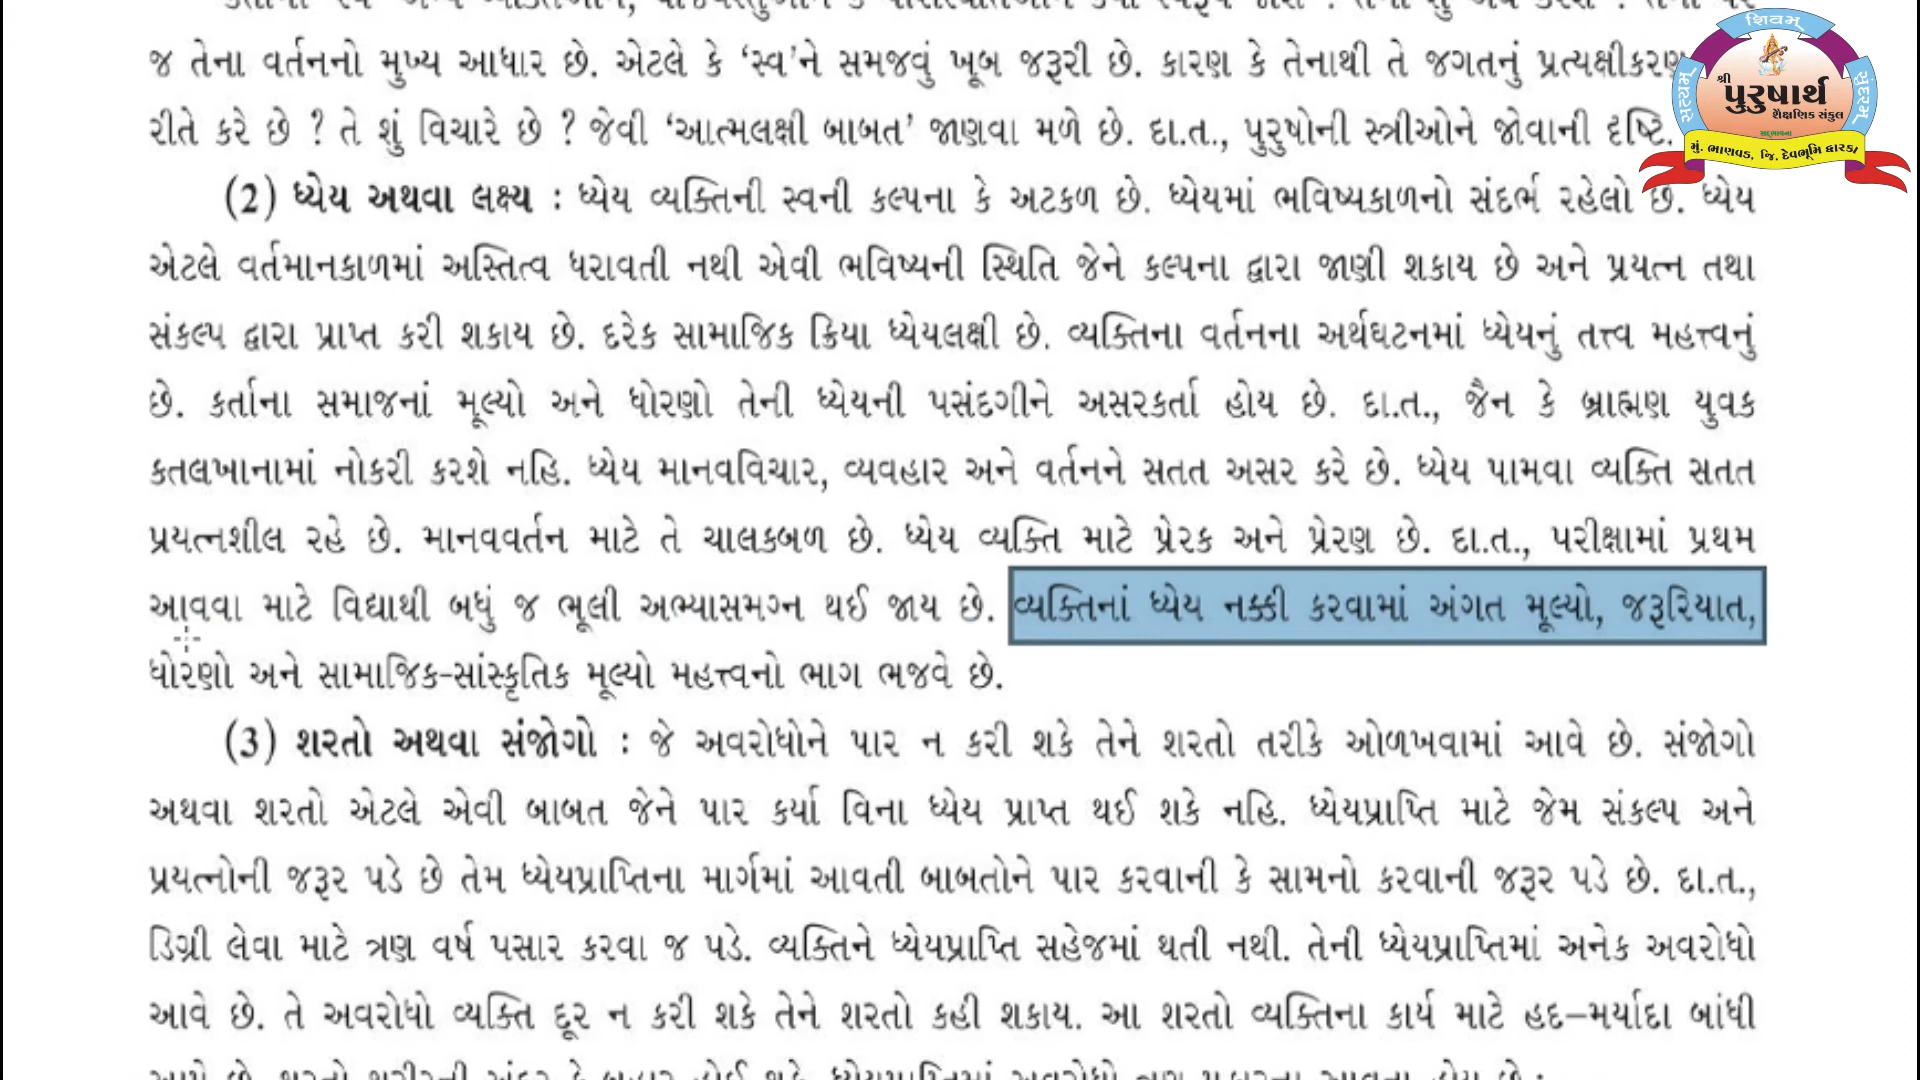 જ તેના વર્તનનો મુખ્ય આધાર છે. એટલે કે ‘સ્વ’ને સમજવું ખૂબ જરૂરી છે. કારણ કે તેનાથી તે જગતનું પ્રત્યક્ષીકરણ
રીતે કરે છે ? તે શું વિચારે છે ? જેવી ‘આત્મલક્ષી બાબત’ જાણવા મળે છે. દા.ત., પુરુષોની સ્ત્રીઓને જોવાની દૃષ્ટિ.
(2) ધ્યેય અથવા લક્ષ્ય : ધ્યેય વ્યક્તિની સ્વની કલ્પના કે અટકળ છે. ધ્યેયમાં ભવિષ્યકાળનો સંદર્ભ રહેલો છે. ધ્યેય
એટલે વર્તમાનકાળમાં અસ્તિત્વ ધરાવતી નથી એવી ભવિષ્યની સ્થિતિ જેને કલ્પના દ્વારા જાણી શકાય છે અને પ્રયત્ન તથા
સંકલ્પ દ્વારા પ્રાપ્ત કરી શકાય છે. દરેક સામાજિક ક્રિયા ધ્યેયલક્ષી છે. વ્યક્તિના વર્તનના અર્થઘટનમાં ધ્યેયનું તત્ત્વ મહત્ત્વનું
છે. કર્તાના સમાજનાં મૂલ્યો અને ધોરણો તેની ધ્યેયની પસંદગીને અસરકર્તા હોય છે. દા.ત., જૈન કે બ્રાહ્મણ યુવક
કતલખાનામાં નોકરી કરશે નહિ. ધ્યેય માનવવિચાર, વ્યવહાર અને વર્તનને સતત અસર કરે છે. ધ્યેય પામવા વ્યક્તિ સતત
પ્રયત્નશીલ રહે છે. માનવવર્તન માટે તે ચાલકબળ છે. ધ્યેય વ્યક્તિ માટે પ્રેરક અને પ્રેરણ છે. દા.ત., પરીક્ષામાં પ્રથમ
આવવા માટે વિદ્યાથી બધું જ ભૂલી અભ્યાસમગ્ન થઈ જાય છે. વ્યક્તિનાં ધ્યેય નક્કી કરવામાં અંગત મૂલ્યો, જરૂરિયાત,
ધોરણો અને સામાજિક-સાંસ્કૃતિક મૂલ્યો મહત્ત્વનો ભાગ ભજવે છે.
(3) શરતો અથવા સંજોગો : જે અવરોધોને પાર ન કરી શકે તેને શરતો તરીકે ઓળખવામાં આવે છે. સંજોગો
અથવા શરતો એટલે એવી બાબત જેને પાર કર્યા વિના ધ્યેય પ્રાપ્ત થઈ શકે નહિ. ધ્યેયપ્રાપ્તિ માટે જેમ સંકલ્પ અને
પ્રયત્નોની જરૂર પડે છે તેમ ધ્યેયપ્રાપ્તિના માર્ગમાં આવતી બાબતોને પાર કરવાની કે સામનો કરવાની જરૂર પડે છે. દા.ત.,
ડિગ્રી લેવા માટે ત્રણ વર્ષ પસાર કરવા જ પડે. વ્યક્તિને ધ્યેયપ્રાપ્તિ સહેજમાં થતી નથી. તેની ધ્યેયપ્રાપ્તિમાં અનેક અવરોધો
આવે છે. તે અવરોધો વ્યક્તિ દૂર ન કરી શકે તેને શરતો કહી શકાય. આ શરતો વ્યક્તિના કાર્ય માટે હદ–મર્યાદા બાંધી
સત્યમ્
શિવમ્
સુંદરમ્
શ્રી
પુરુષાર્થ
શૈક્ષણિક સંકુલ
મું. ભાણવડ, જિ. દેવભૂમિ દ્વારકા